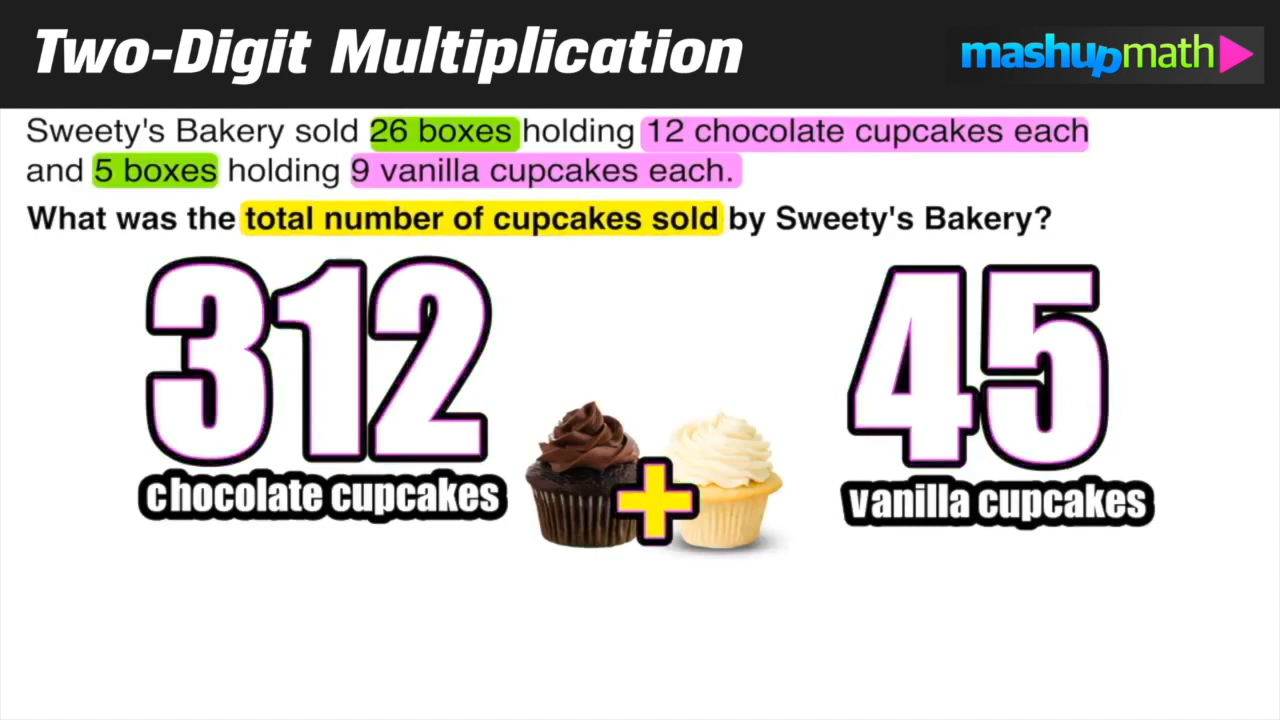 Two-Digit Multiplication
mashupmath
Sweety's Bakery sold 26 boxes holding 12 chocolate cupcakes each
and 5 boxes holding 9 vanilla cupcakes each.
What was the total number of cupcakes sold by Sweety's Bakery?
312
45
+
chocolate cupcakes
vanilla cupcakes